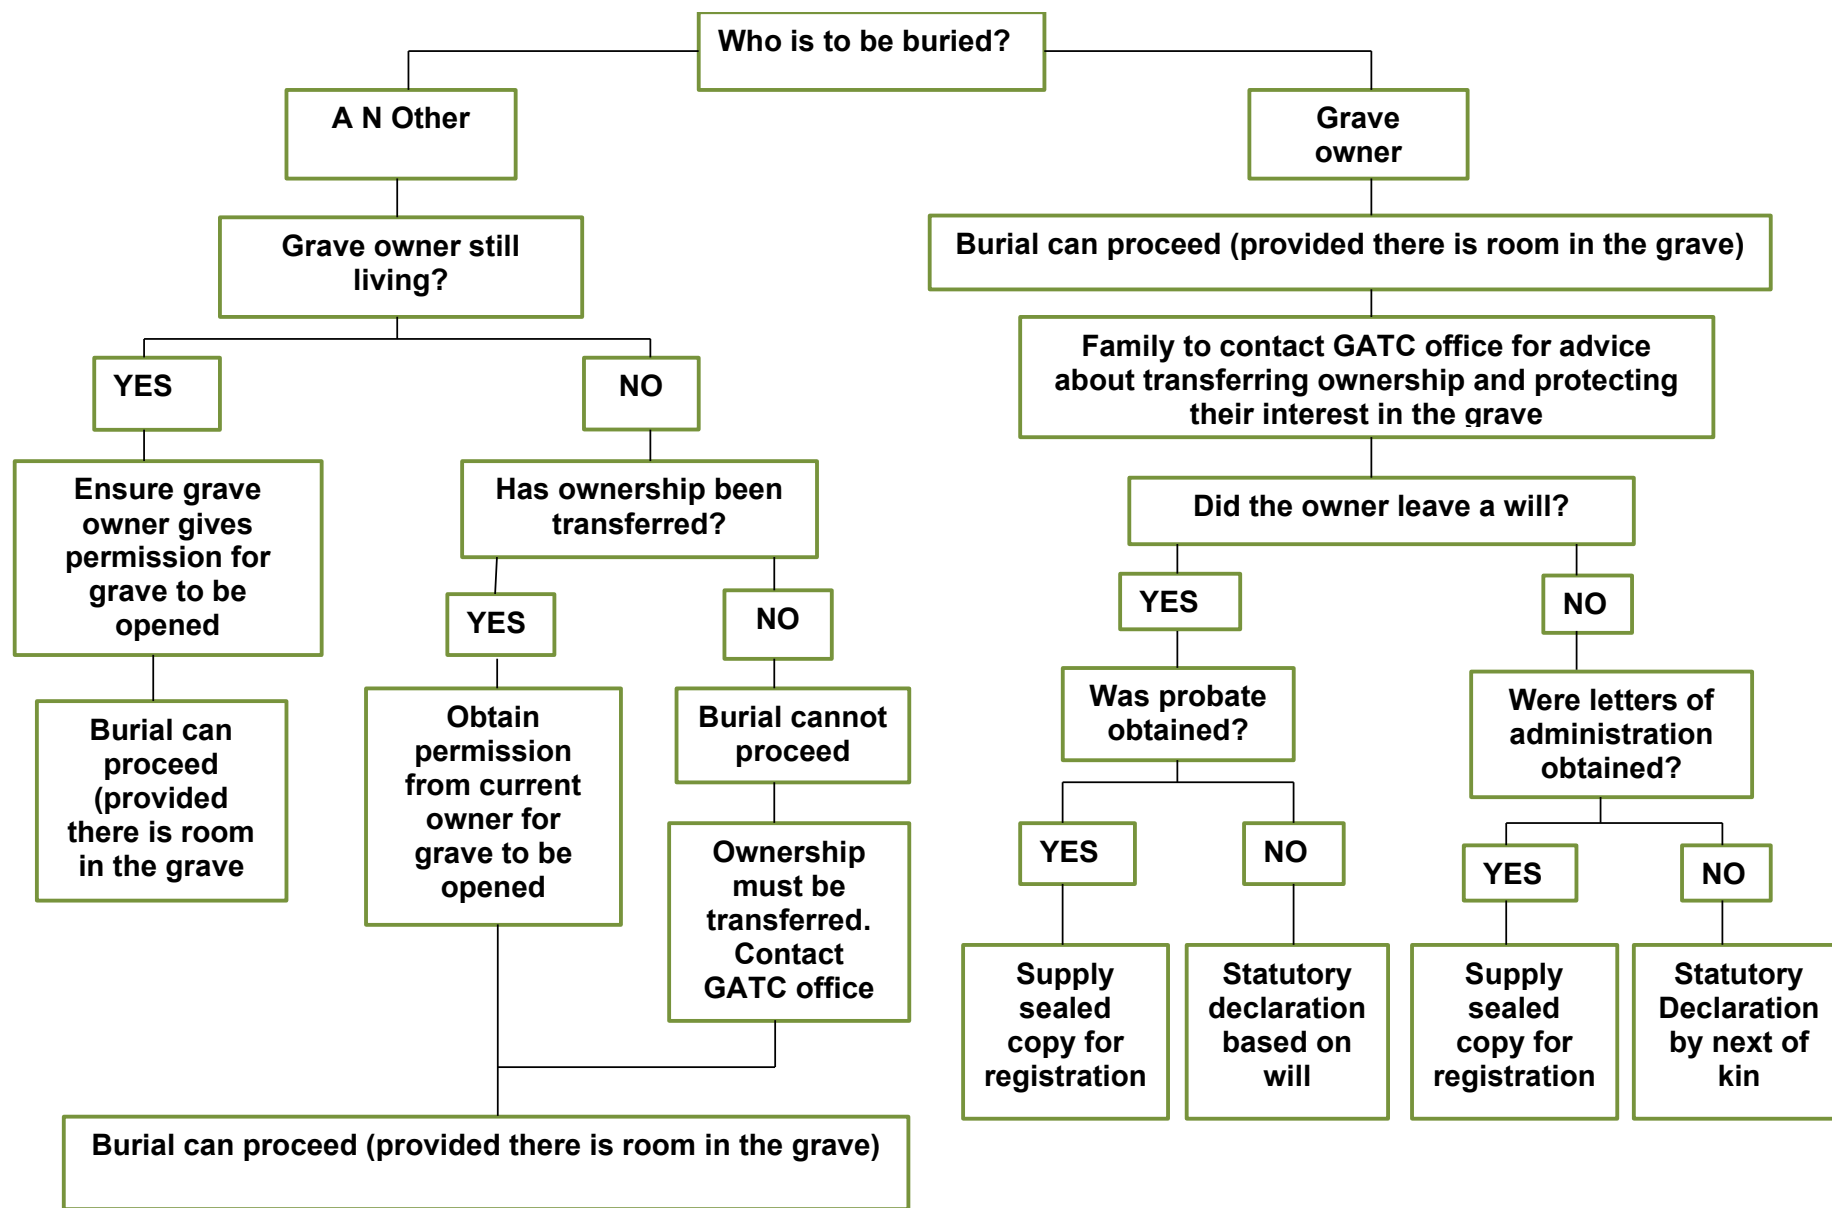 Who is to be buried?
A N Other
Grave
owner
Grave owner still
living?
Burial can proceed (provided there is room in the grave)
Family to contact GATC office for advice
about transferring ownership and protecting
their interest in the grave
YES
NO
Ensure grave
owner gives
permission for
grave to be
opened
Has ownership been
transferred?
Did the owner leave a will?
YES
NO
YES
NO
Burial can
proceed
(provided
there is room
in the grave
Obtain
permission
from current
owner for
grave to be
opened
Burial cannot
proceed
Was probate
obtained?
Were letters of
administration
obtained?
Ownership
must be
transferred.
Contact
GATC office
YES
NO
YES
NO
Supply
sealed
copy for
registration
Statutory
declaration
based on
will
Supply
sealed
copy for
registration
Statutory
Declaration
by next of
kin
Burial can proceed (provided there is room in the grave)